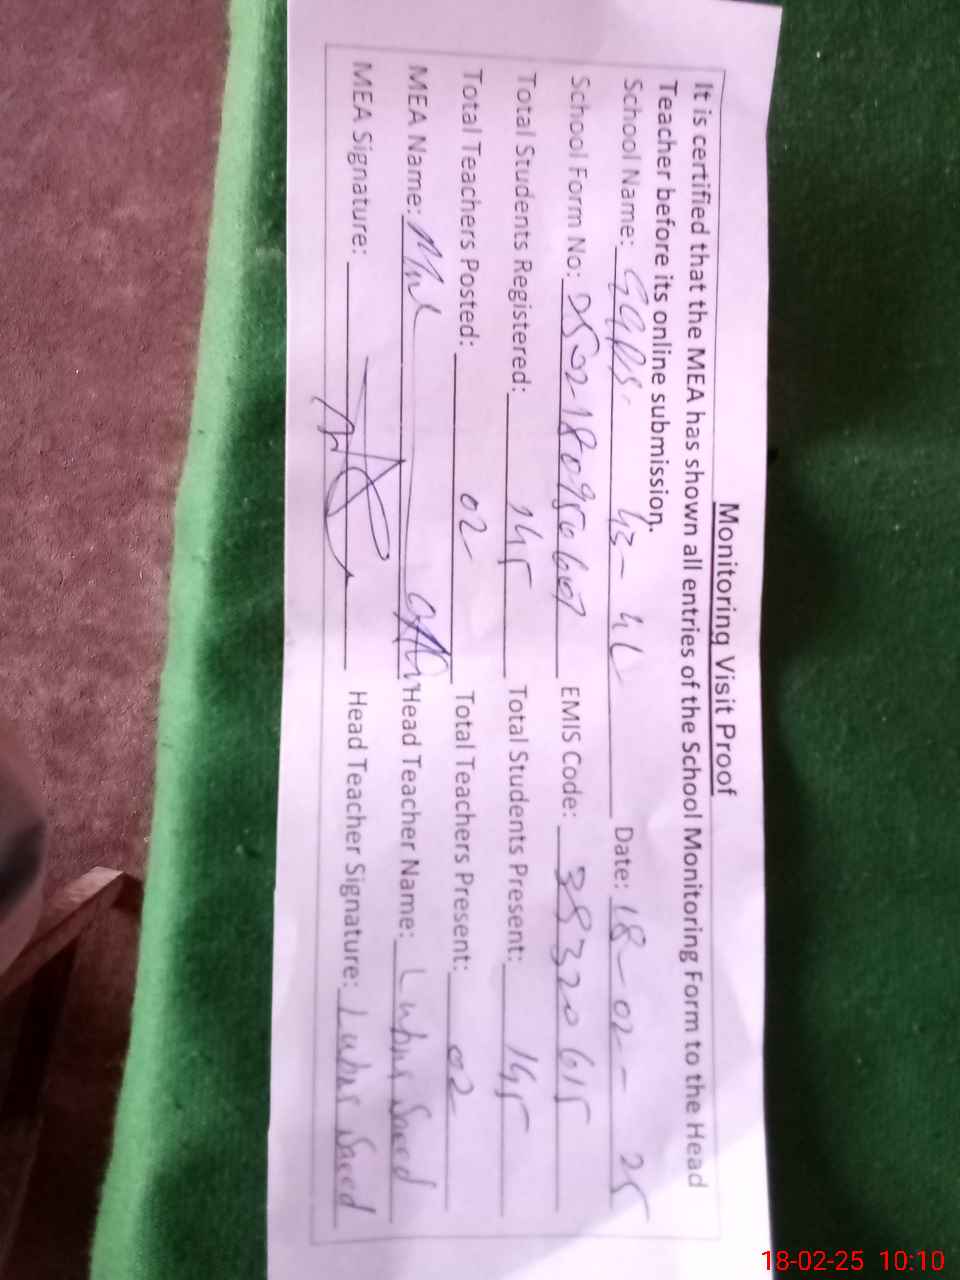 Monitoring Visit Proof
It is certified that the MEA has shown all entries of the School Monitoring Form to the Head
Teacher before its online submission.
School Name: GGPS. 43-4L Date: 18-02-25
School Form No: EMIS Code: 38320615
Total Students Registered: 145 Total Students Present: 145
Total Teachers Posted: 02 Total Teachers Present: 02
MEA Name: Head Teacher Name: Lubna Saeed
MEA Signature: Head Teacher Signature: Lubna Saeed
18-02-25 10:10